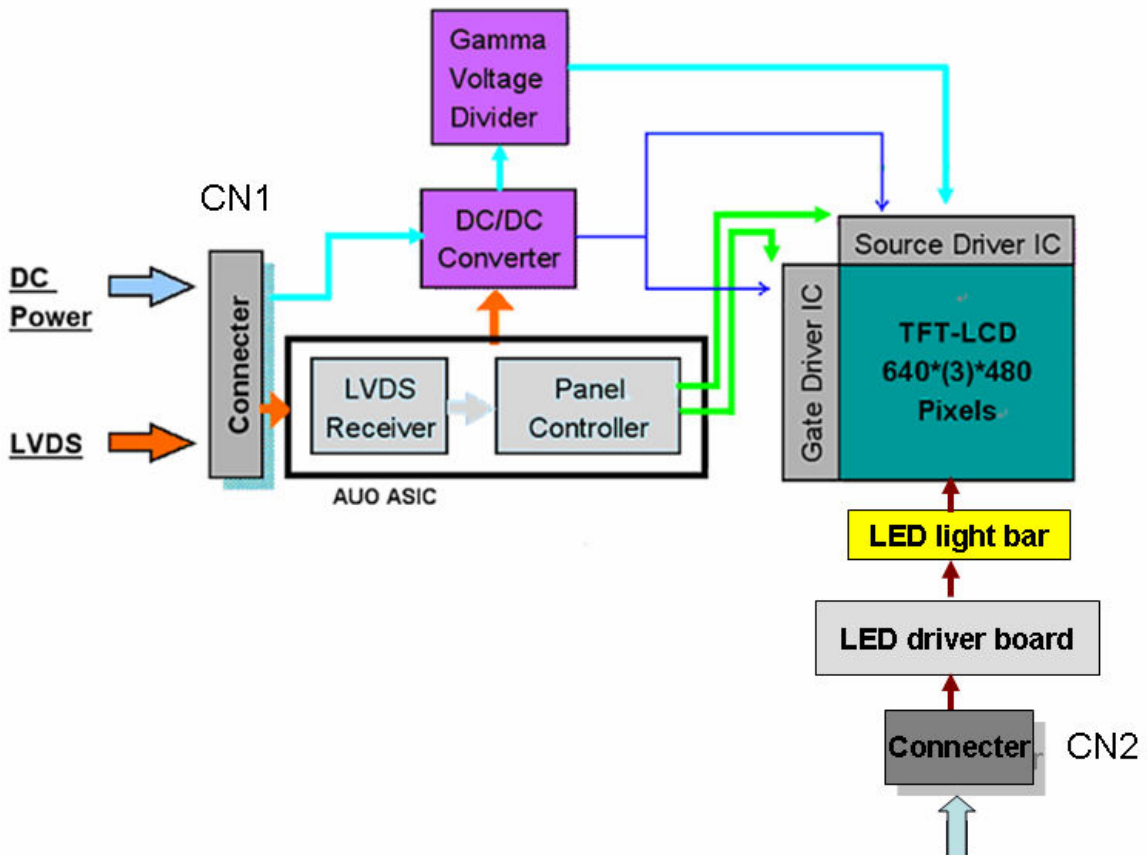 Gamma
Voltage
Divider
CN1
DC/DC
Converter
Source Driver IC
DC
Power
Connecter
Gate Driver IC
TFT-LCD
640*(3)*480
Pixels
LVDS
Receiver
Panel
Controller
LVDS
AUO ASIC
LED light bar
LED driver board
Connecter
CN2